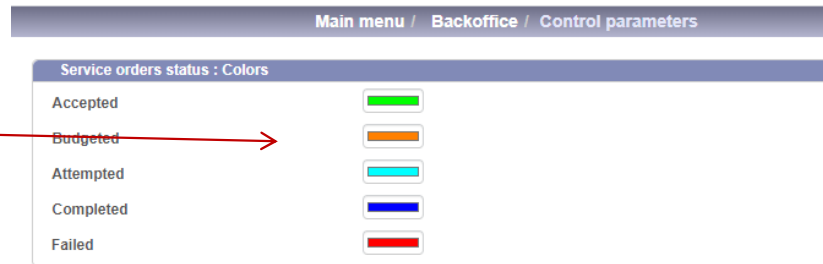 Main menu / Backoffice / Control parameters
Service orders status : Colors
Accepted
Budgeted
Attempted
Completed
Failed